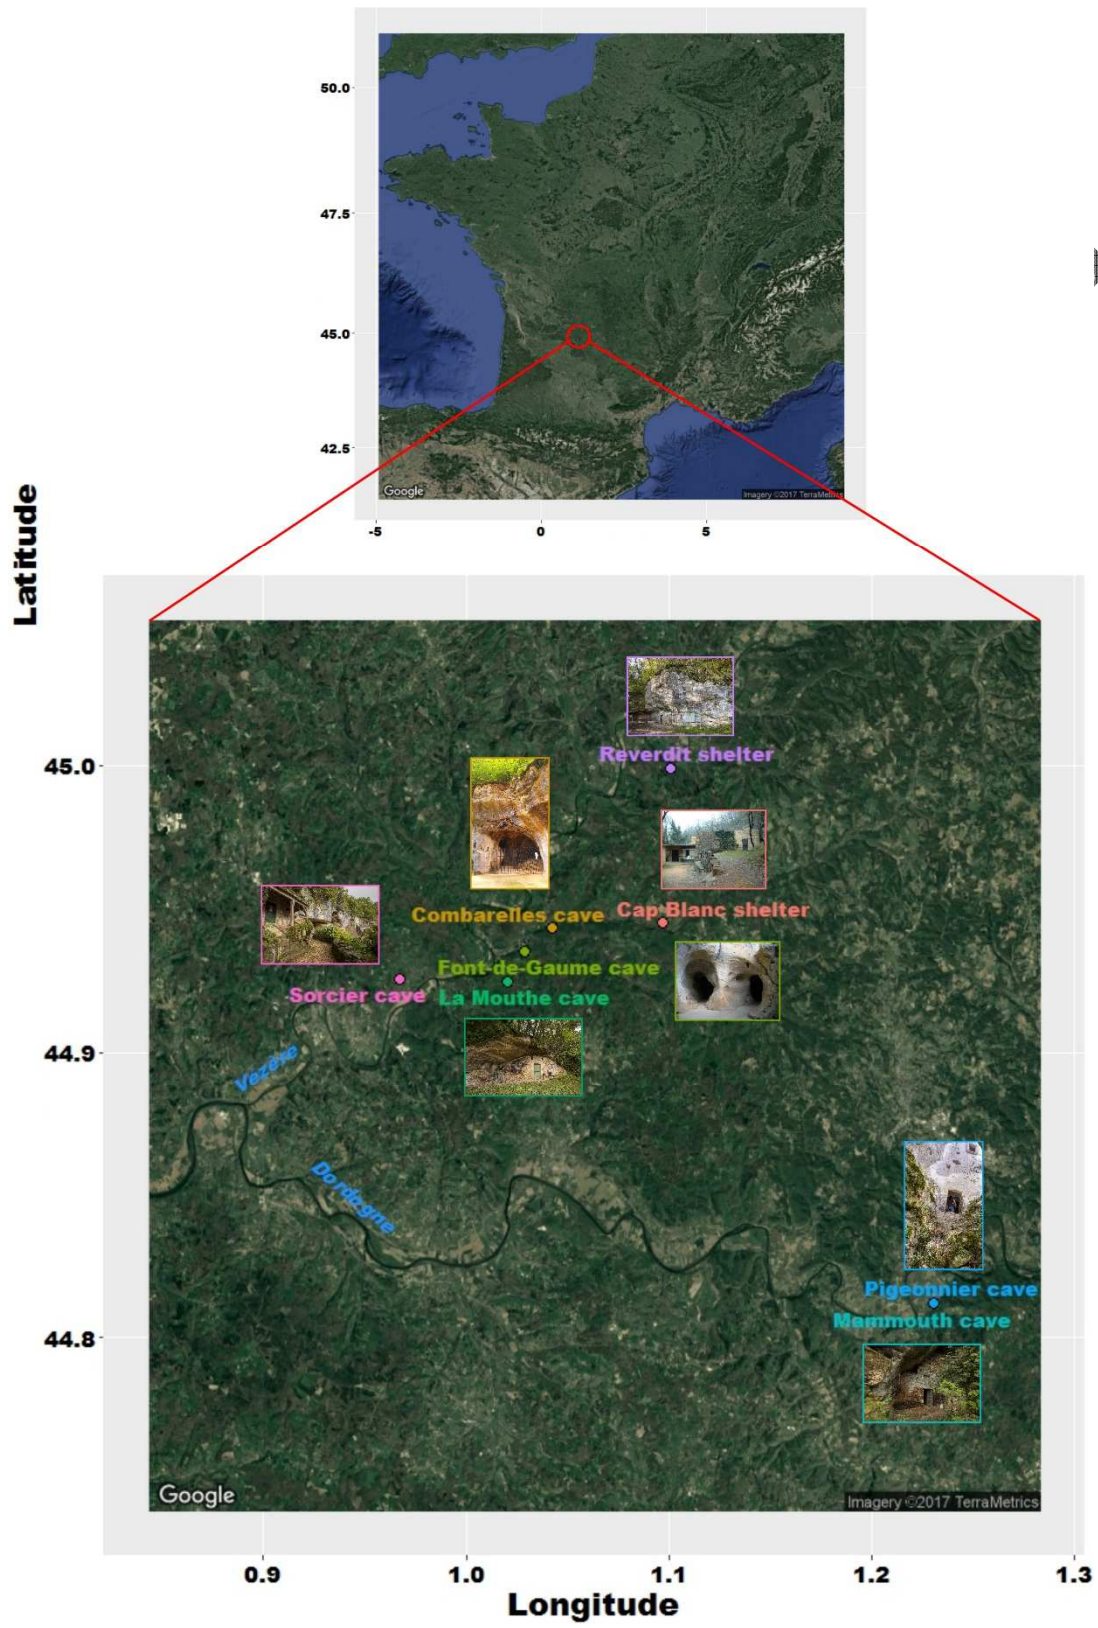 50.0
47.5
45.0
42.5
Google
Imagery ©2017 TerraMetrics
-5
0
5
Latitude
Reverdit shelter
45.0
Combarelles cave
Cap Blanc shelter
Font-de-Gaume cave
Sorcier cave
La Mouthe cave
44.9
Vézère
Dordogne
Pigeonnier cave
Mammouth cave
44.8
Google
Imagery ©2017 TerraMetrics
0.9
1.0
1.1
1.2
1.3
Longitude